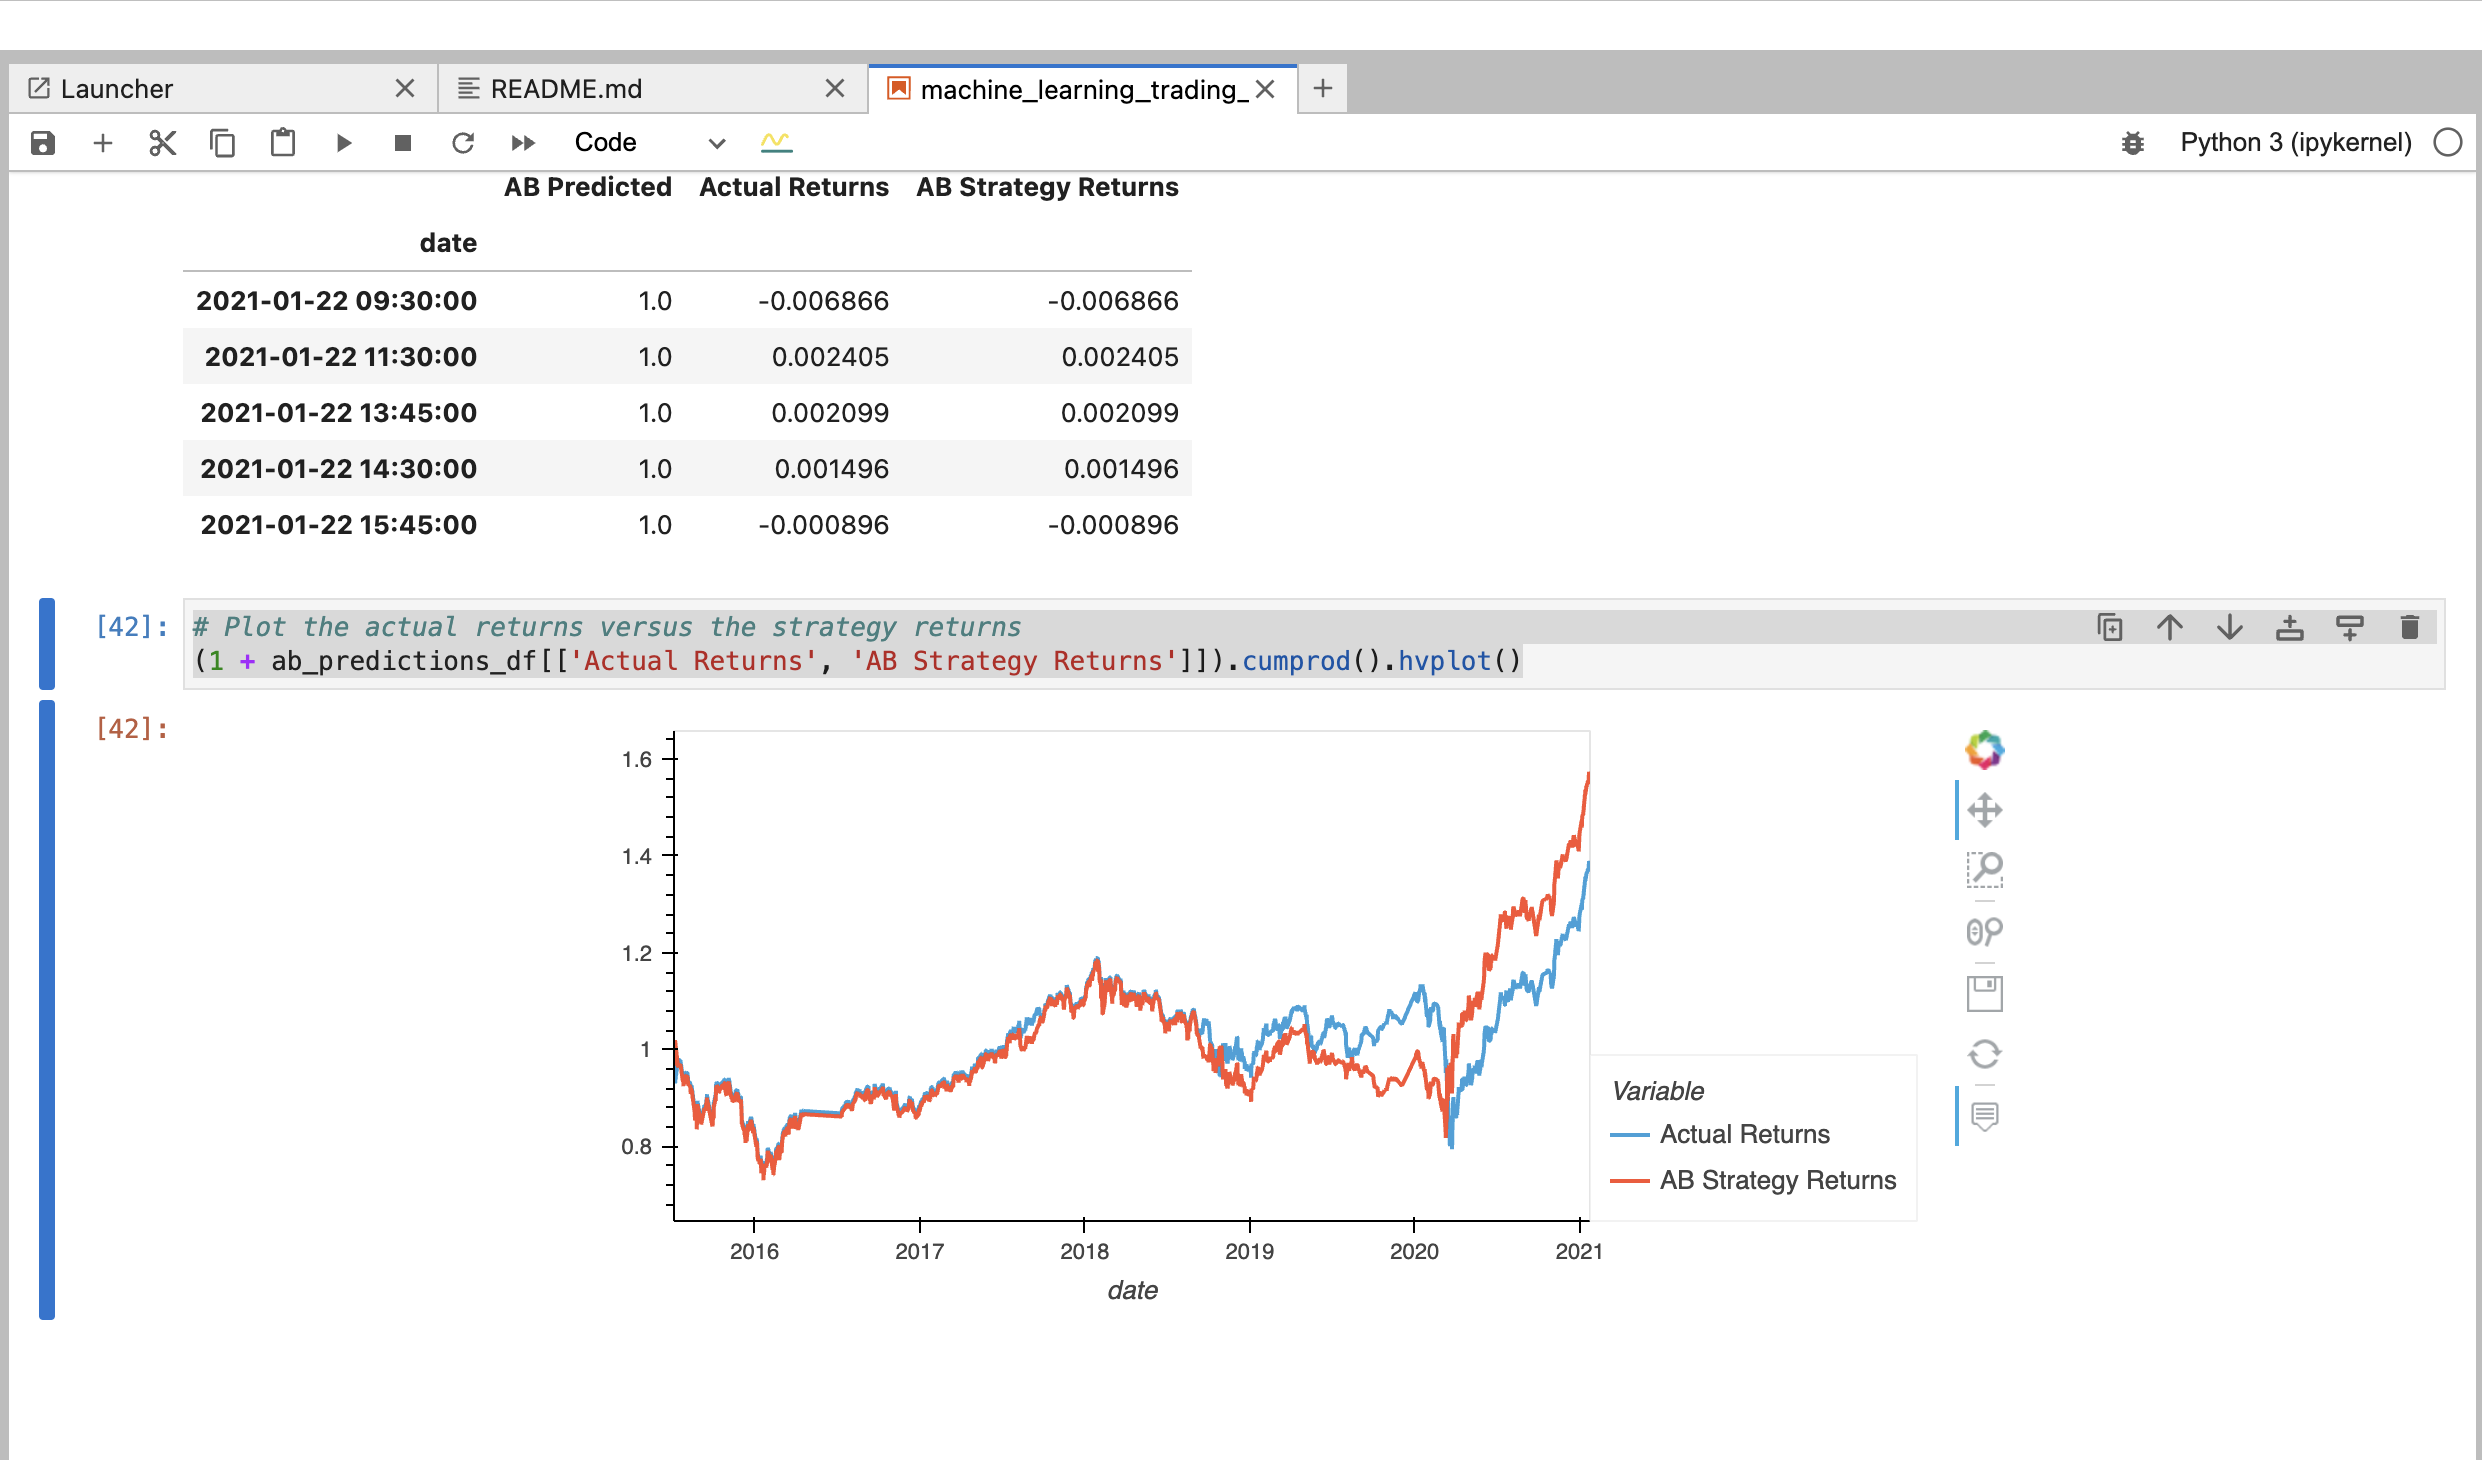 Launcher
README.md
machine_learning_trading_
Code
Python 3 (ipykernel)
AB Predicted Actual Returns AB Strategy Returns
date
2021-01-22 09:30:00 1.0 -0.006866 -0.006866
2021-01-22 11:30:00 1.0 0.002405 0.002405
2021-01-22 13:45:00 1.0 0.002099 0.002099
2021-01-22 14:30:00 1.0 0.001496 0.001496
2021-01-22 15:45:00 1.0 -0.000896 -0.000896
[42]: # Plot the actual returns versus the strategy returns
(1 + ab_predictions_df[['Actual Returns', 'AB Strategy Returns']]).cumprod().hvplot()
[42]:
1.6
1.4
1.2
1
0.8
2016 2017 2018 2019 2020 2021
date
Variable
Actual Returns
AB Strategy Returns